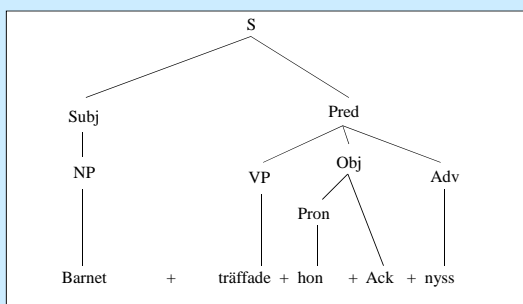 S
Subj Pred
NP VP Obj Adv
Pron
Barnet + träffade + hon + Ack + nyss